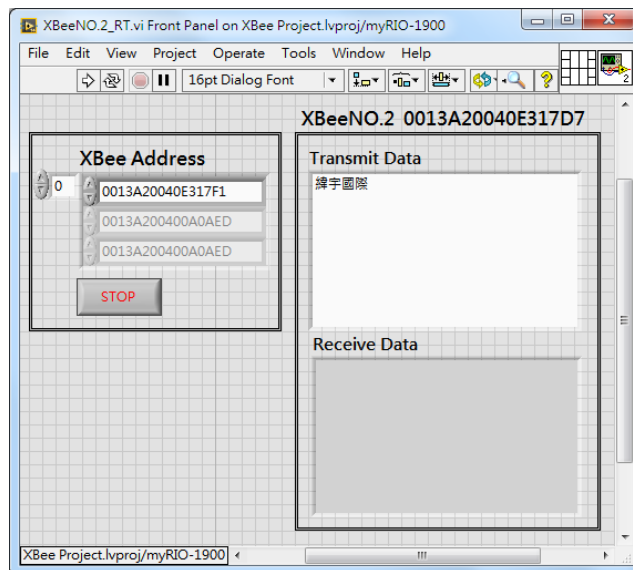 XBeeNO.2_RT.vi Front Panel on XBee Project.lvproj/myRIO-1900
File Edit View Project Operate Tools Window Help
16pt Dialog Font
2
XBeeNO.2 0013A20040E317D7
XBee Address
0
0013A20040E317F1
0013A200400A0AED
0013A200400A0AED
STOP
Transmit Data
緯宇國際
Receive Data
XBee Project.lvproj/myRIO-1900